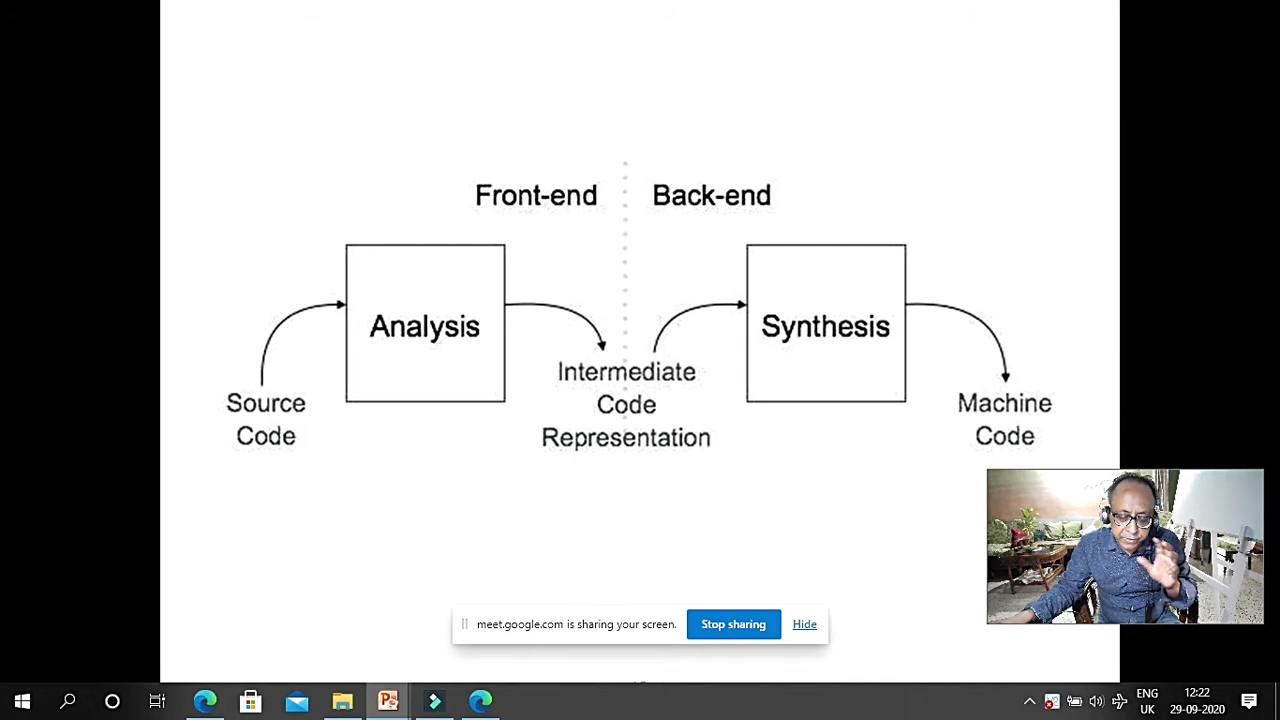 Front-end
Back-end
Analysis
Synthesis
Source
Code
Intermediate
Code
Representation
Machine
Code
meet.google.com is sharing your screen.
Stop sharing
Hide
ENG
UK
12:22
29-09-2020